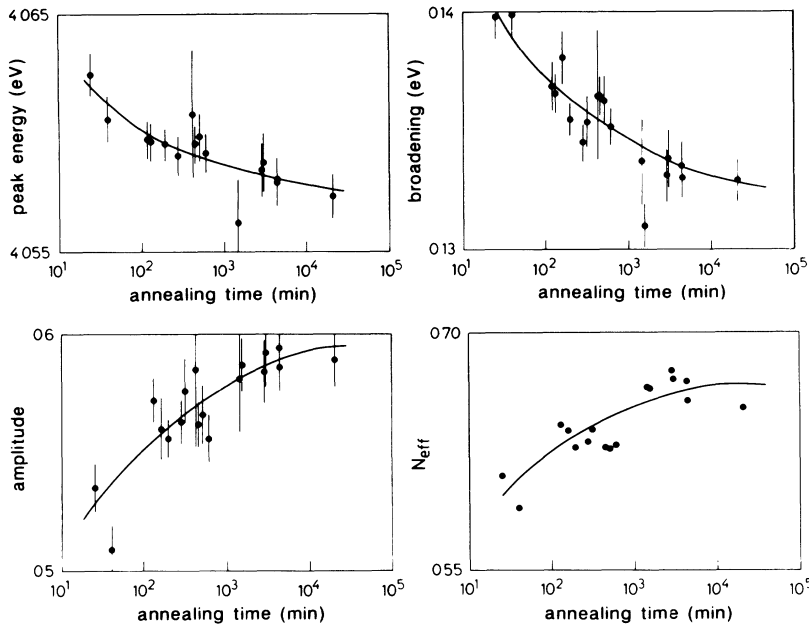 4 065
peak energy (eV)
4 055
10¹ 10² 10³ 10⁴ 10⁵
annealing time (min)
0 14
broadening (eV)
0 13
10¹ 10² 10³ 10⁴ 10⁵
annealing time (min)
0 6
amplitude
0 5
10¹ 10² 10³ 10⁴ 10⁵
annealing time (min)
0 70
Neff
0 55
10¹ 10² 10³ 10⁴ 10⁵
annealing time (min)